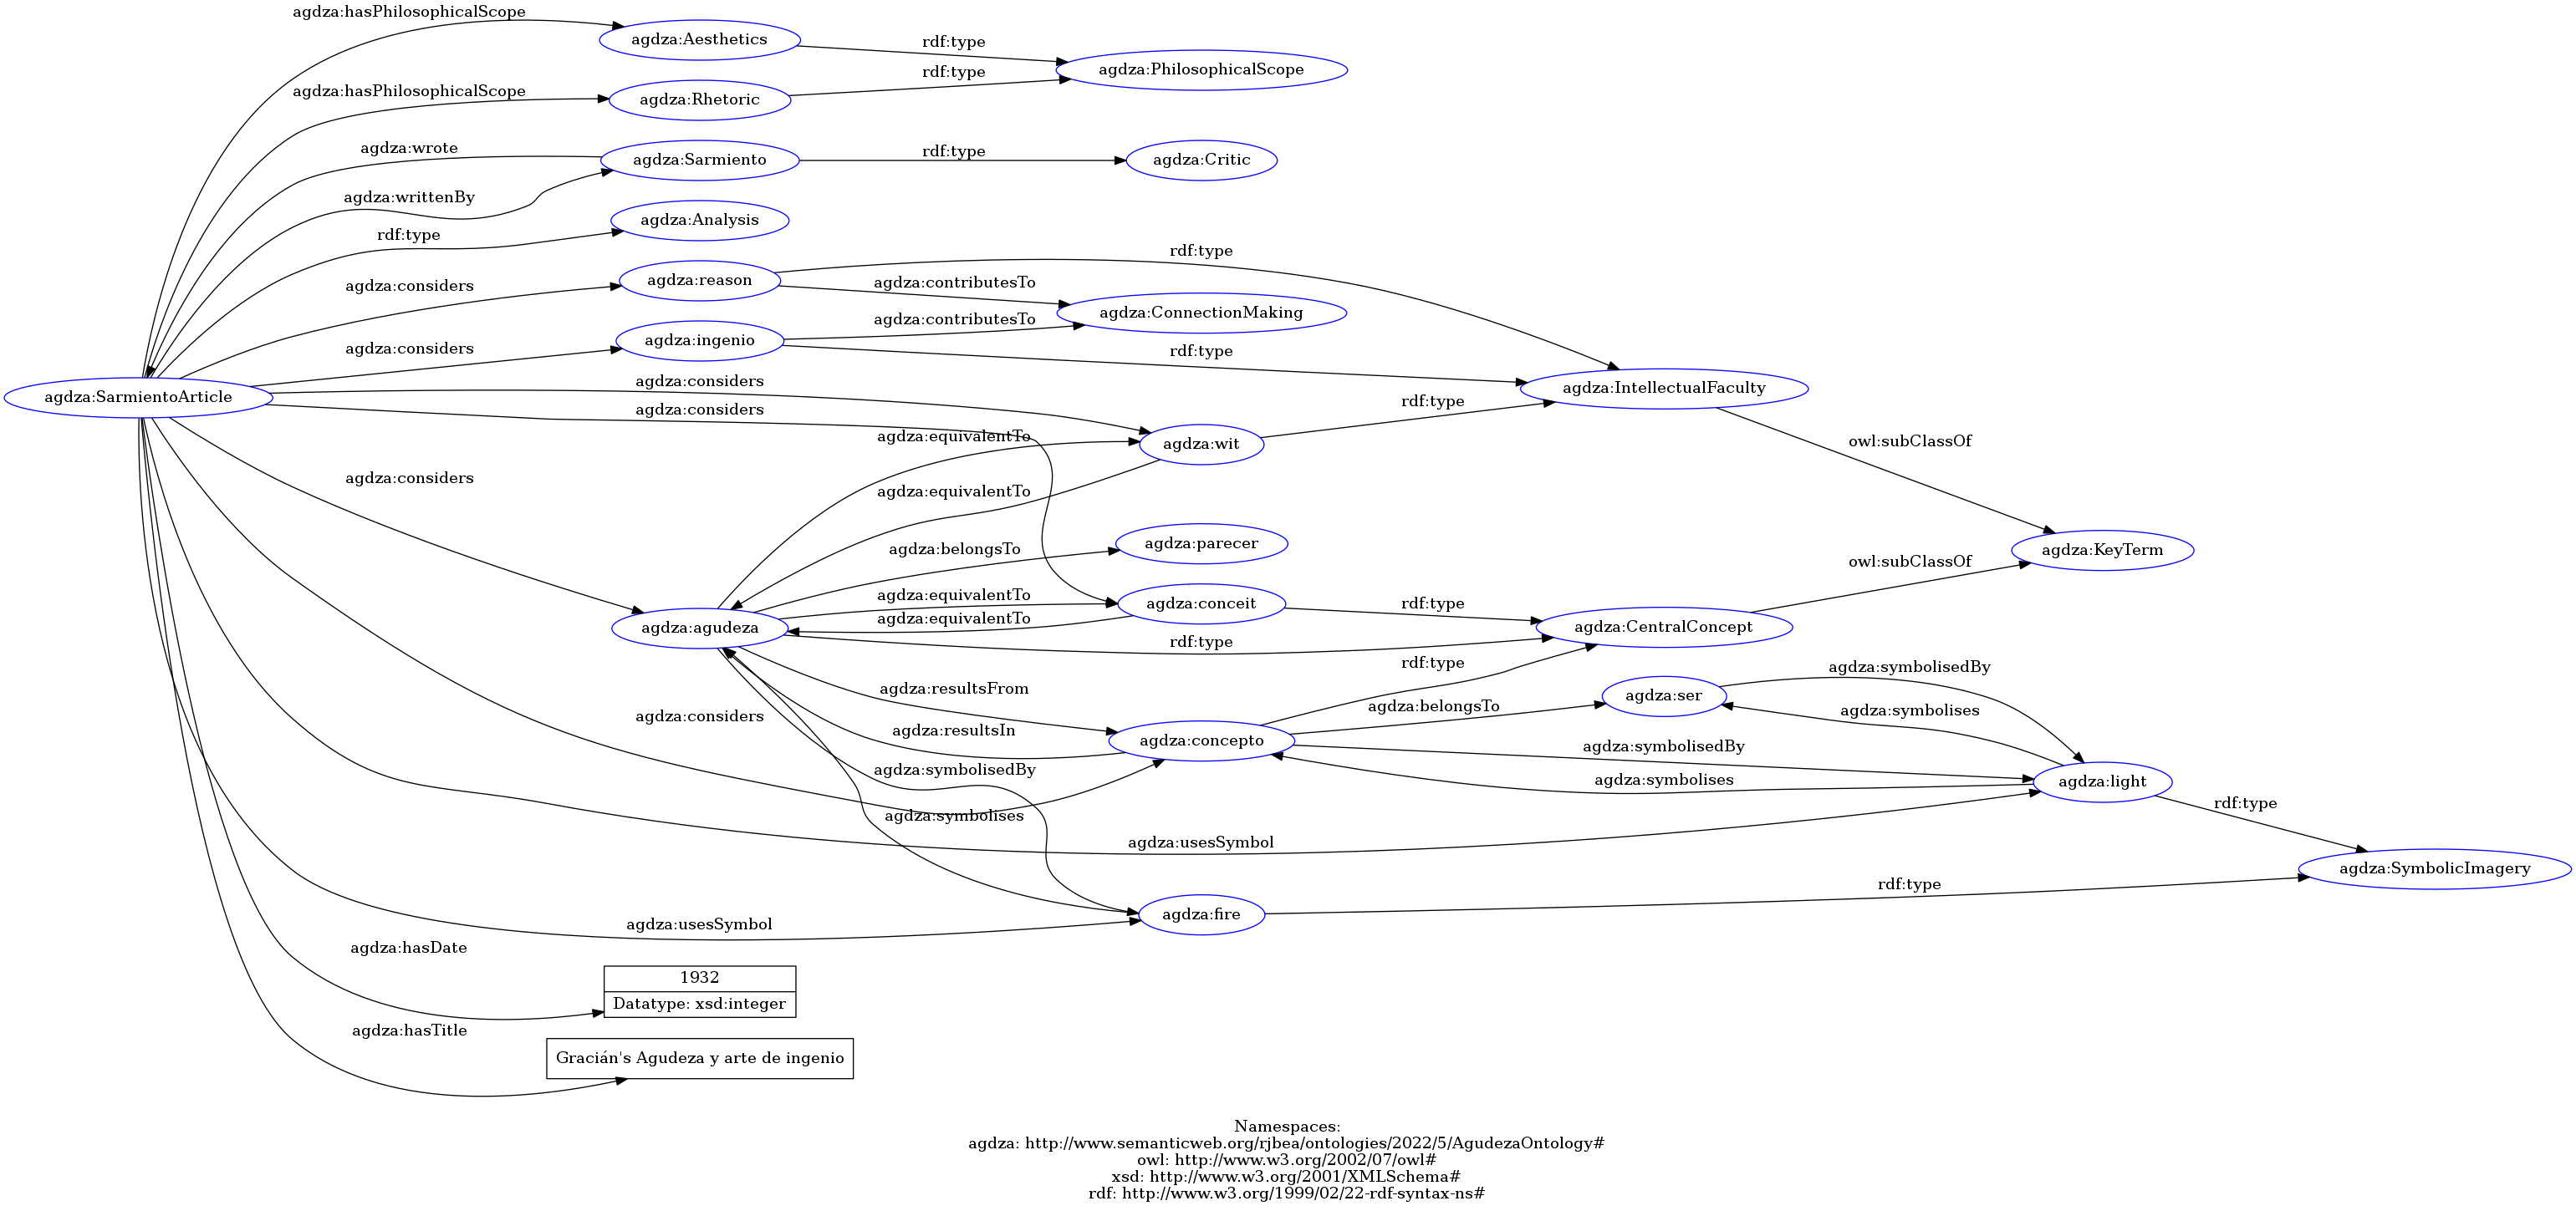 agdza:hasPhilosophicalScope
agdza:Aesthetics
rdf:type
agdza:PhilosophicalScope
agdza:hasPhilosophicalScope
agdza:Rhetoric
rdf:type
agdza:wrote
agdza:Sarmiento
rdf:type
agdza:Critic
agdza:writtenBy
agdza:Analysis
rdf:type
agdza:considers
agdza:reason
rdf:type
agdza:contributesTo
agdza:ConnectionMaking
agdza:considers
agdza:ingenio
agdza:contributesTo
rdf:type
agdza:SarmientoArticle
agdza:considers
agdza:considers
agdza:IntellectualFaculty
rdf:type
agdza:equivalentTo
agdza:wit
owl:subClassOf
agdza:considers
agdza:equivalentTo
agdza:belongsTo
agdza:parecer
agdza:KeyTerm
owl:subClassOf
agdza:equivalentTo
agdza:conceit
rdf:type
agdza:equivalentTo
agdza:agudeza
rdf:type
agdza:CentralConcept
rdf:type
agdza:symbolisedBy
agdza:resultsFrom
agdza:ser
agdza:belongsTo
agdza:symbolises
agdza:considers
agdza:resultsIn
agdza:concepto
agdza:symbolisedBy
agdza:symbolisedBy
agdza:symbolises
agdza:light
rdf:type
agdza:symbolises
agdza:usesSymbol
agdza:SymbolicImagery
rdf:type
agdza:usesSymbol
agdza:fire
agdza:hasDate
1932
Datatype: xsd:integer
agdza:hasTitle
Gracián's Agudeza y arte de ingenio
Namespaces:
agdza: http://www.semanticweb.org/rjbea/ontologies/2022/5/AgudezaOntology#
owl: http://www.w3.org/2002/07/owl#
xsd: http://www.w3.org/2001/XMLSchema#
rdf: http://www.w3.org/1999/02/22-rdf-syntax-ns#